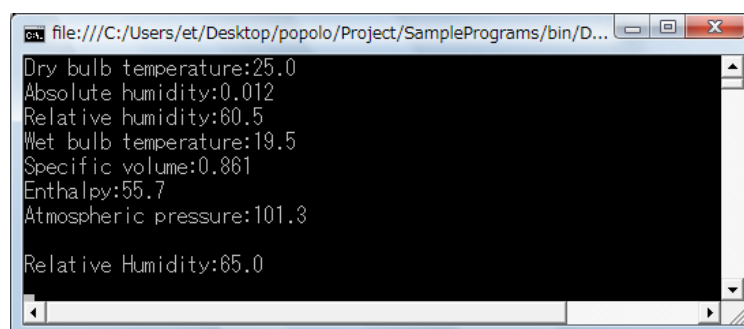 file:///C:/Users/et/Desktop/popolo/Project/SamplePrograms/bin/D...
Dry bulb temperature:25.0
Absolute humidity:0.012
Relative humidity:60.5
Wet bulb temperature:19.5
Specific volume:0.861
Enthalpy:55.7
Atmospheric pressure:101.3
Relative Humidity:65.0